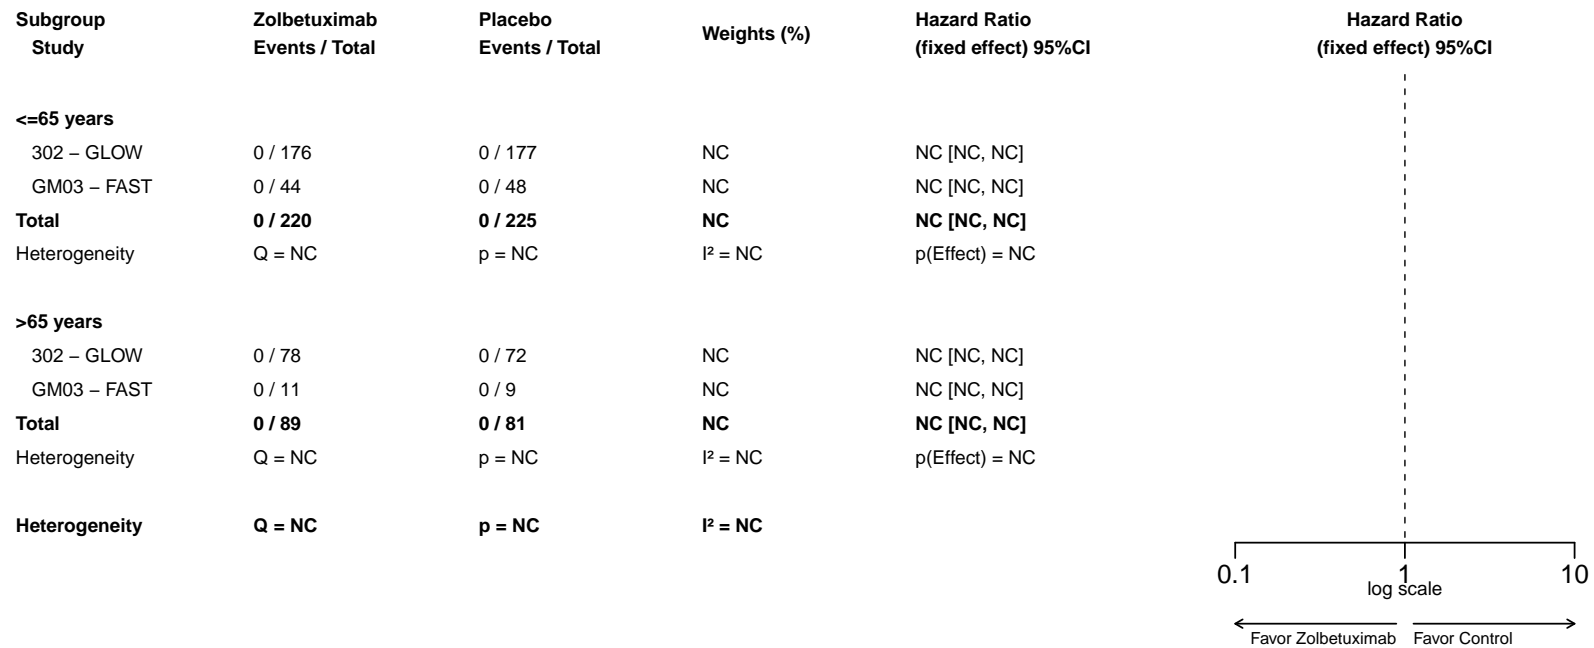 Subgroup Zolbetuximab Placebo Weights (%) Hazard Ratio Hazard Ratio
Study Events / Total Events / Total (fixed effect) 95%CI (fixed effect) 95%CI
<=65 years
302 − GLOW 0 / 176 0 / 177 NC NC [NC, NC]
GM03 − FAST 0 / 44 0 / 48 NC NC [NC, NC]
Total 0 / 220 0 / 225 NC NC [NC, NC]
Heterogeneity Q = NC p = NC I² = NC p(Effect) = NC
>65 years
302 − GLOW 0 / 78 0 / 72 NC NC [NC, NC]
GM03 − FAST 0 / 11 0 / 9 NC NC [NC, NC]
Total 0 / 89 0 / 81 NC NC [NC, NC]
Heterogeneity Q = NC p = NC I² = NC p(Effect) = NC
Heterogeneity Q = NC p = NC I² = NC
0.1 1 10
log scale
Favor Zolbetuximab Favor Control